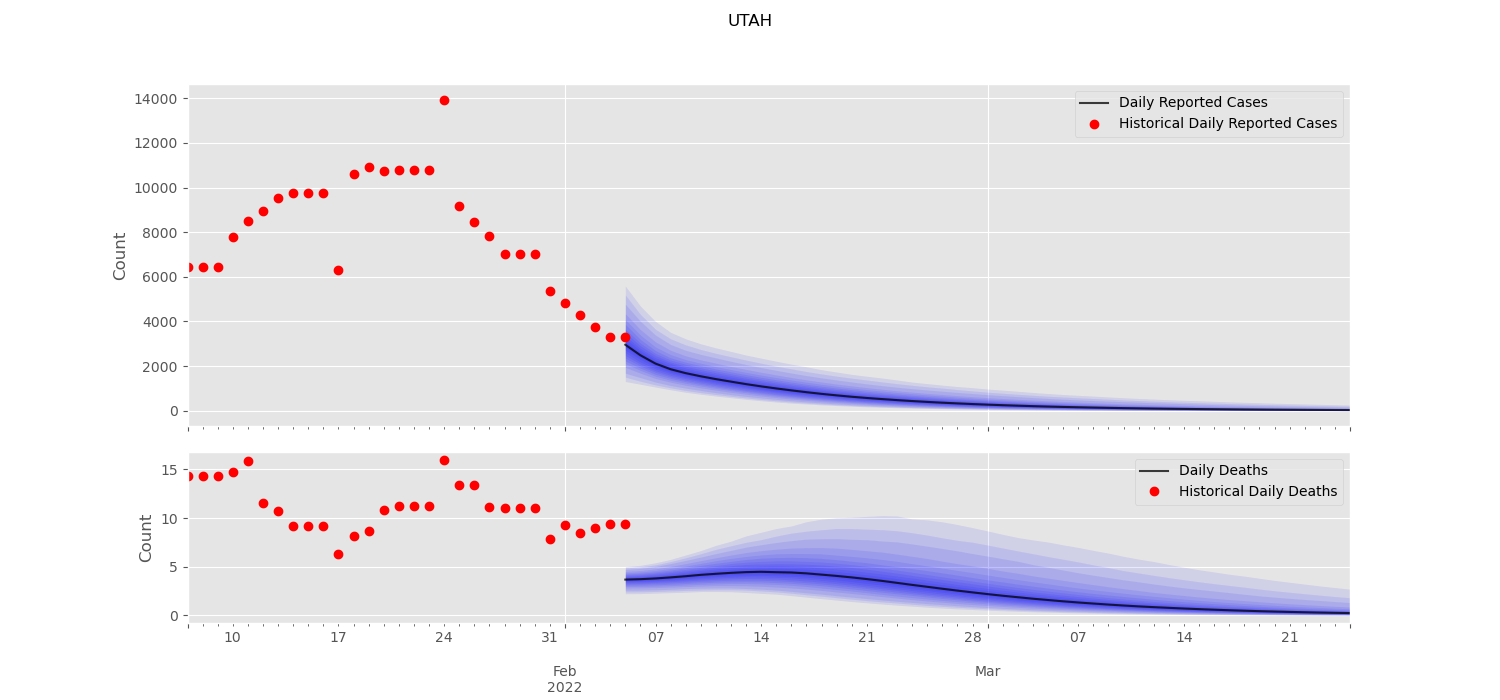 UTAH
14000
12000
10000
8000
6000
4000
2000
0
Count
Daily Reported Cases
Historical Daily Reported Cases
15
10
5
0
Count
Daily Deaths
Historical Daily Deaths
10 17 24 31 07 14 21 28 07 14 21
Feb Mar
2022